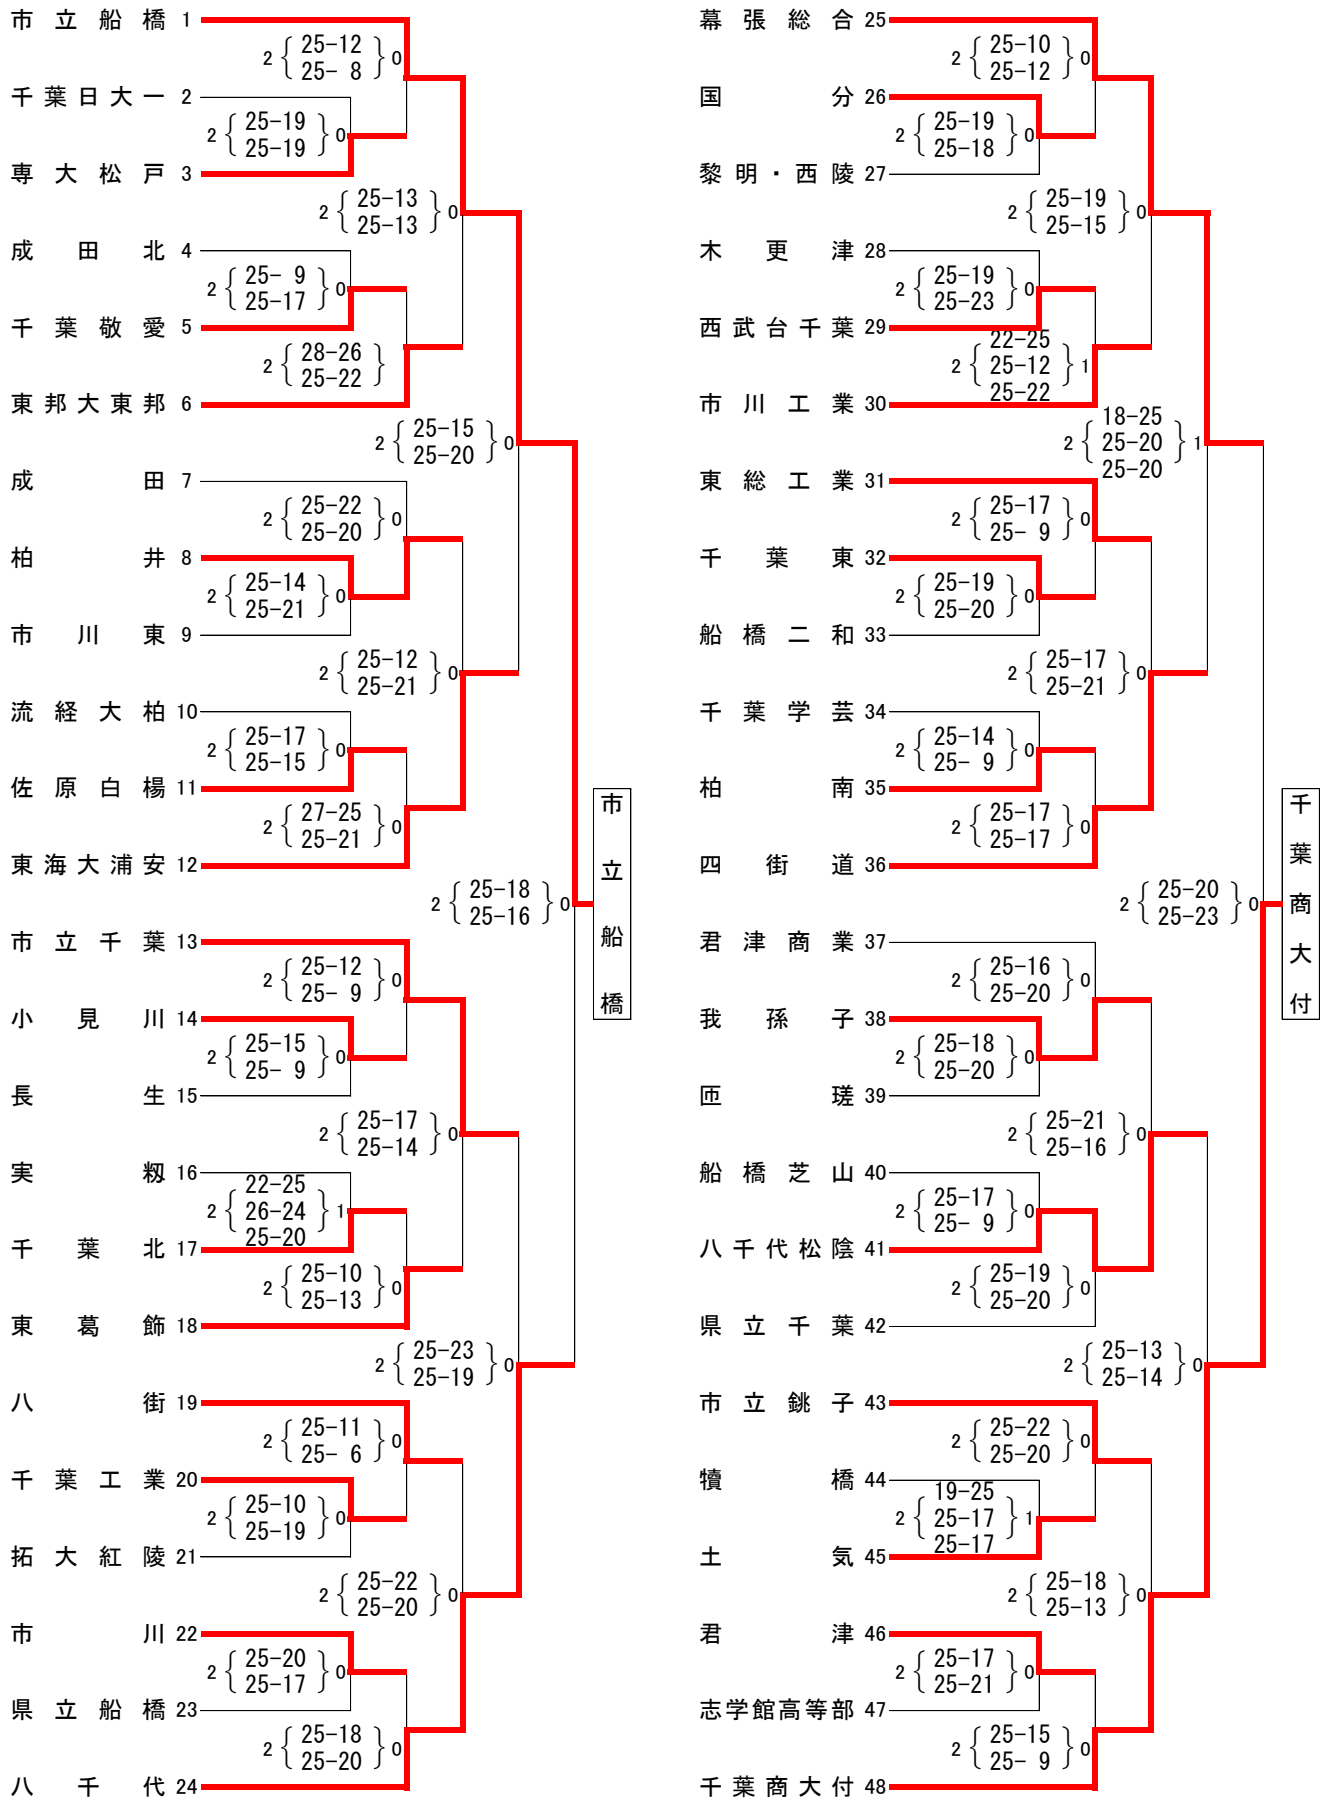 市立船橋 1
2 { 25-12 } 0
25- 8
千葉日大一 2
2 { 25-19 } 0
25-19
専大松戸 3
2 { 25-13 } 0
25-13
成田北 4
2 { 25- 9 } 0
25-17
千葉敬愛 5
2 { 28-26 }
25-22
東邦大東邦 6
2 { 25-15 } 0
25-20
成田 7
2 { 25-22 } 0
25-20
柏井 8
2 { 25-14 } 0
25-21
市川東 9
2 { 25-12 } 0
25-21
流経大柏 10
2 { 25-17 } 0
25-15
佐原白楊 11
2 { 27-25 } 0
25-21
東海大浦安 12
2 { 25-18 } 0
25-16
市立船橋
市立千葉 13
2 { 25-12 } 0
25- 9
小見川 14
2 { 25-15 } 0
25- 9
長生 15
2 { 25-17 } 0
25-14
実籾 16
22-25
2 { 26-24 } 1
25-20
千葉北 17
2 { 25-10 } 0
25-13
東葛飾 18
2 { 25-23 } 0
25-19
八街 19
2 { 25-11 } 0
25- 6
千葉工業 20
2 { 25-10 } 0
25-19
拓大紅陵 21
2 { 25-22 } 0
25-20
市川 22
2 { 25-20 } 0
25-17
県立船橋 23
2 { 25-18 } 0
25-20
八千代 24
幕張総合 25
2 { 25-10 } 0
25-12
国分 26
2 { 25-19 } 0
25-18
黎明・西陵 27
2 { 25-19 } 0
25-15
木更津 28
2 { 25-19 } 0
25-23
西武台千葉 29
22-25
2 { 25-12 } 1
25-22
市川工業 30
18-25
2 { 25-20 } 1
25-20
東総工業 31
2 { 25-17 } 0
25- 9
千葉東 32
2 { 25-19 } 0
25-20
船橋二和 33
2 { 25-17 } 0
25-21
千葉学芸 34
2 { 25-14 } 0
25- 9
柏南 35
2 { 25-17 } 0
25-17
四街道 36
2 { 25-20 } 0
25-23
千葉商大付
君津商業 37
2 { 25-16 } 0
25-20
我孫子 38
2 { 25-18 } 0
25-20
匝瑳 39
2 { 25-21 } 0
25-16
船橋芝山 40
2 { 25-17 } 0
25- 9
八千代松陰 41
2 { 25-19 } 0
25-20
県立千葉 42
2 { 25-13 } 0
25-14
市立銚子 43
2 { 25-22 } 0
25-20
犢橋 44
19-25
2 { 25-17 } 1
25-17
土気 45
2 { 25-18 } 0
25-13
君津 46
2 { 25-17 } 0
25-21
志学館高等部 47
2 { 25-15 } 0
25- 9
千葉商大付 48